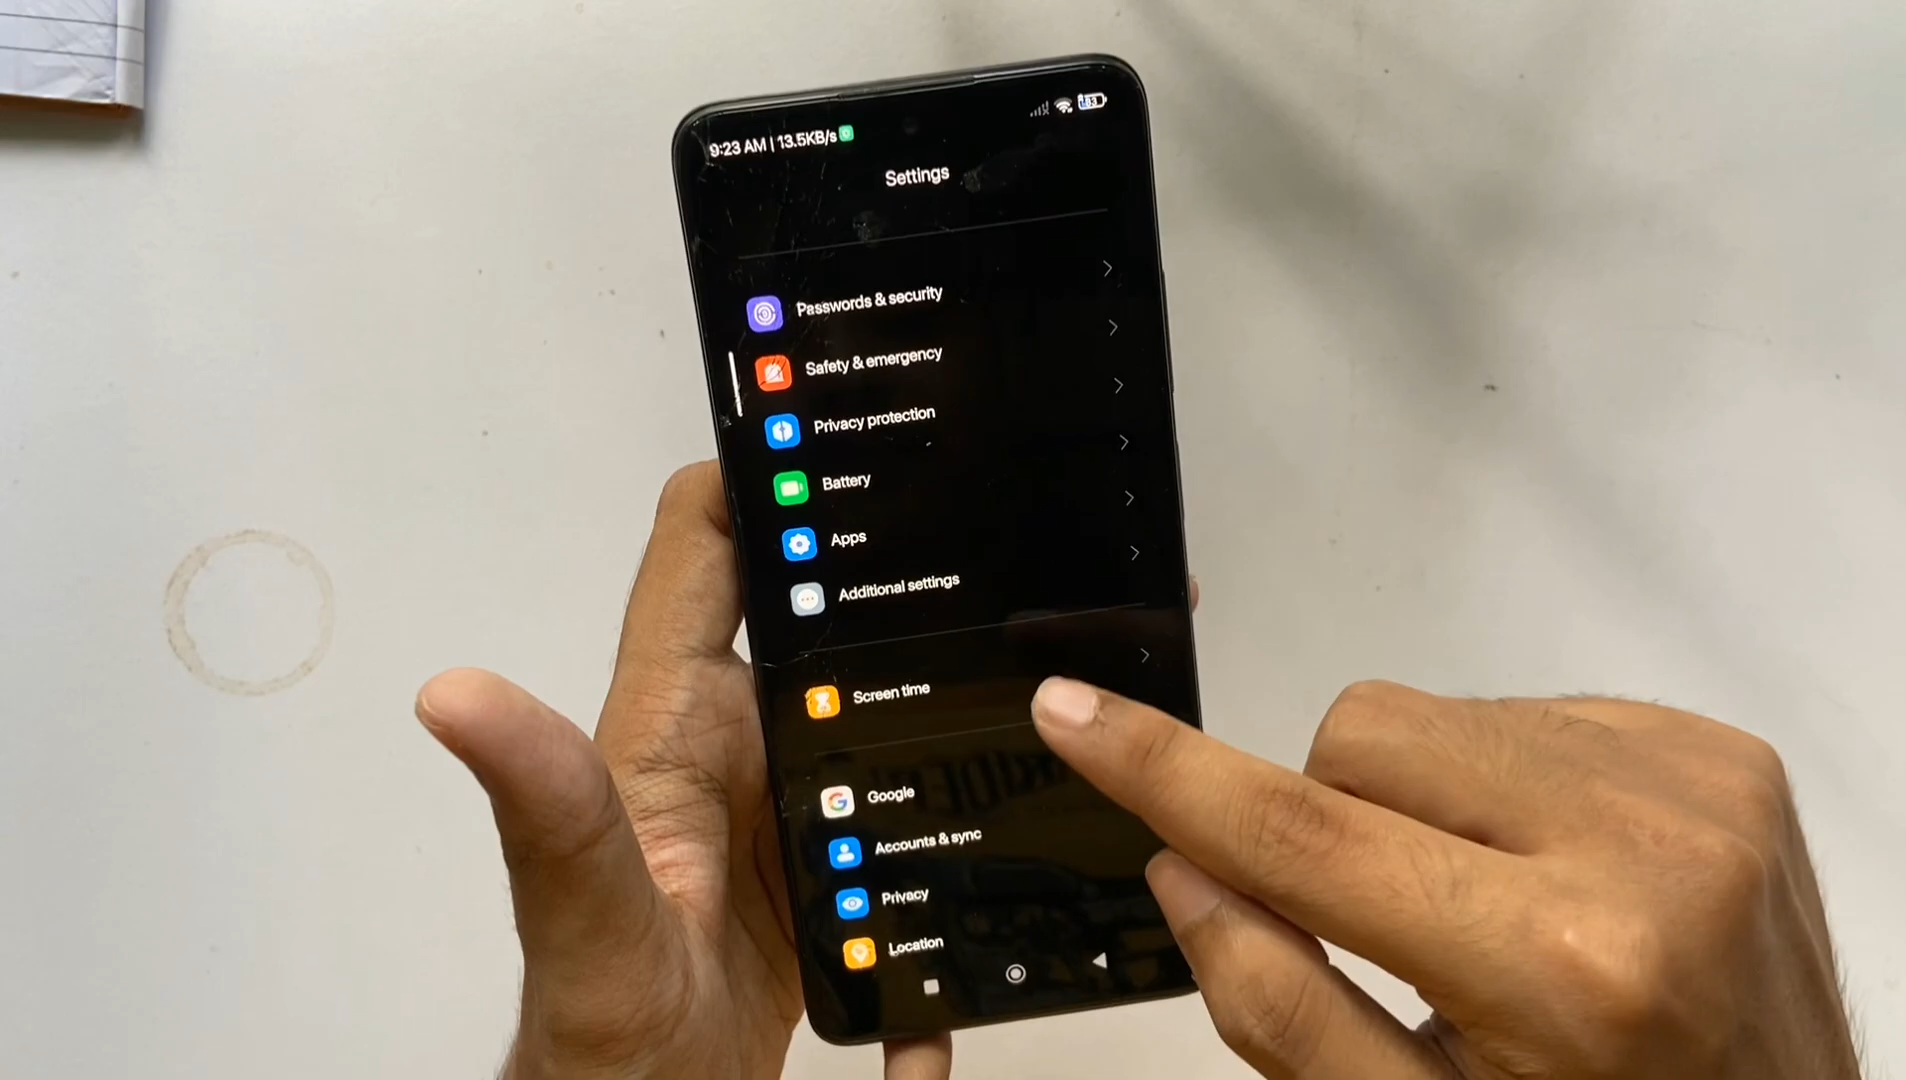 9:23 AM | 13.5KB/s
83
Settings
Passwords & security
Safety & emergency
Privacy protection
Battery
Apps
Additional settings
Screen time
Google
Accounts & sync
Privacy
Location